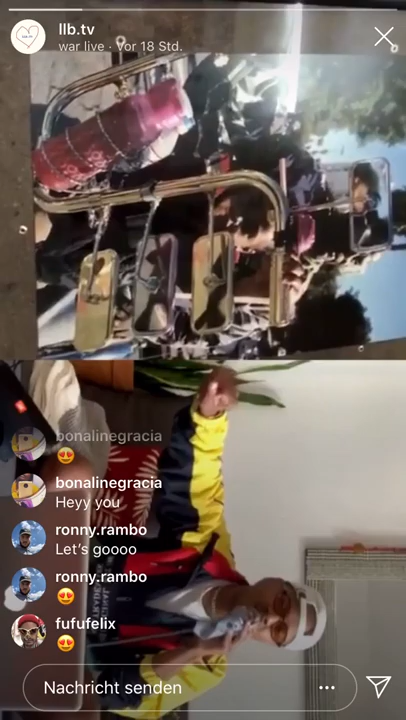 llb.tv
war live · Vor 18 Std.
bonalinegracia
😍
bonalinegracia
Heyy you
ronny.rambo
Let's goooo
ronny.rambo
😍
fufufelix
😍
Nachricht senden